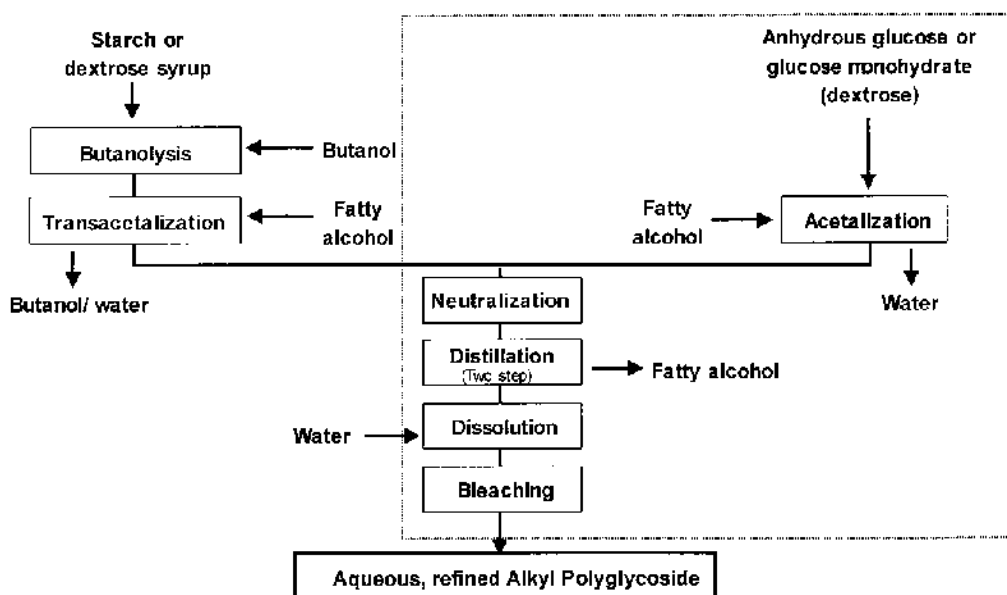 Starch or
dextrose syrup
Anhydrous glucose or
glucose monohydrate
(dextrose)
Butanolysis
Butanol
Transacetalization
Fatty
alcohol
Fatty
alcohol
Acetalization
Butanol/ water
Water
Neutralization
Distillation
(Two step)
Fatty alcohol
Water
Dissolution
Bleaching
Aqueous, refined Alkyl Polyglycoside